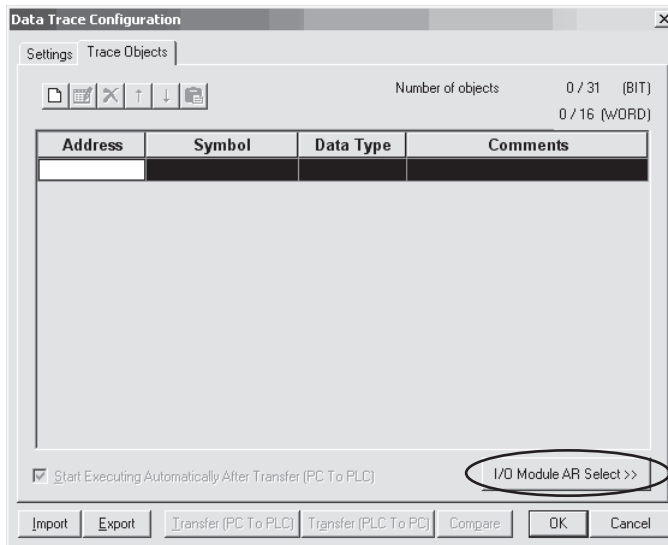 Data Trace Configuration
Settings Trace Objects
Number of objects 0 / 31 (BIT)
0 / 16 (WORD)
Address Symbol Data Type Comments
Start Executing Automatically After Transfer (PC To PLC)
I/O Module AR Select >>
Import Export Transfer (PC To PLC) Transfer (PLC To PC) Compare OK Cancel